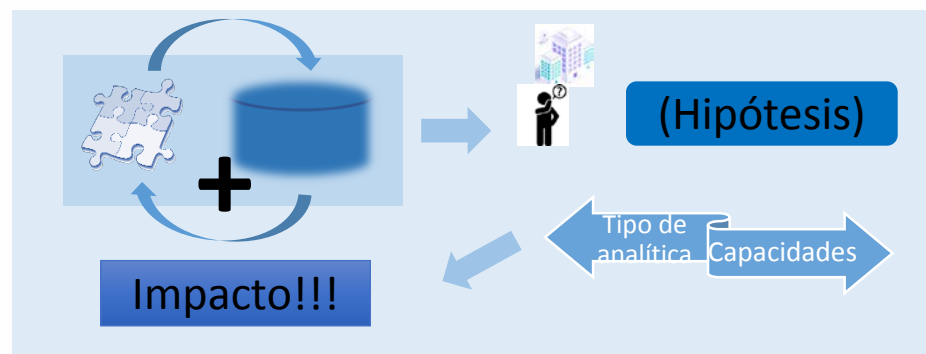 (Hipótesis)
Tipo de
analítica
Capacidades
Impacto!!!